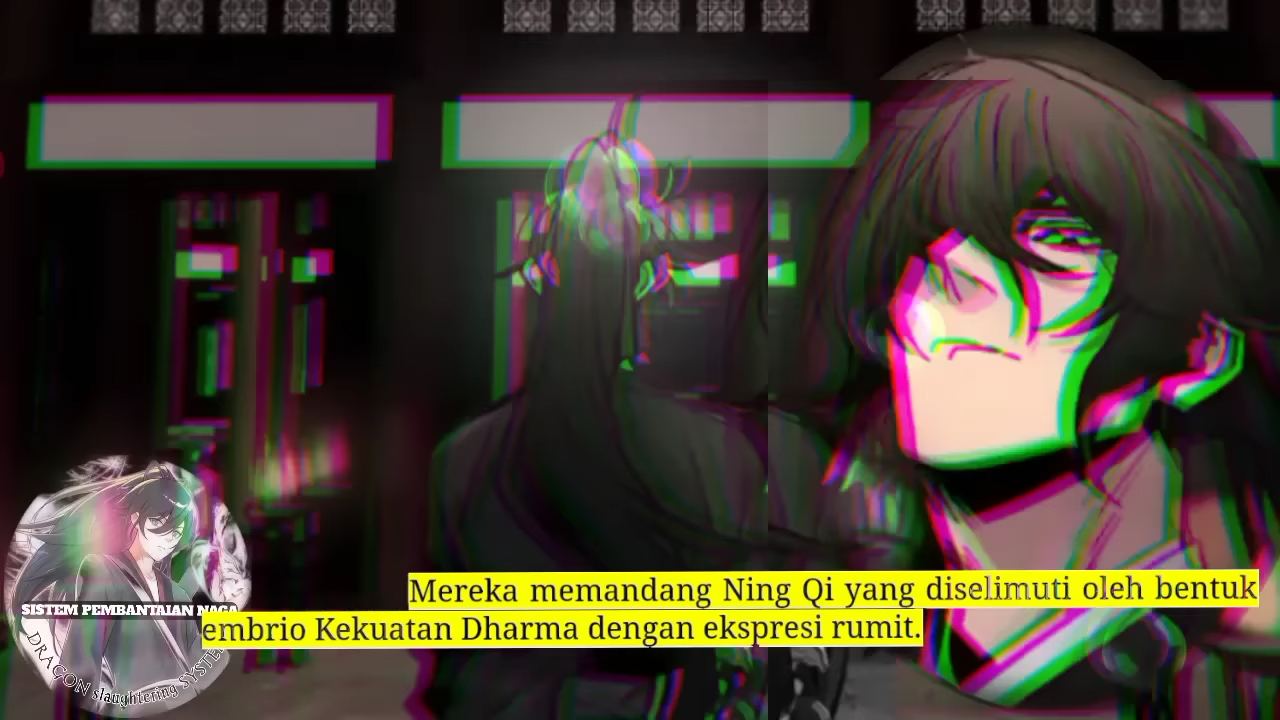 Mereka memandang Ning Qi yang diselimuti oleh bentuk
embrio Kekuatan Dharma dengan ekspresi rumit.
SISTEM PEMBANTAIAN NAGA
DRAGON slaughtering SYSTEM